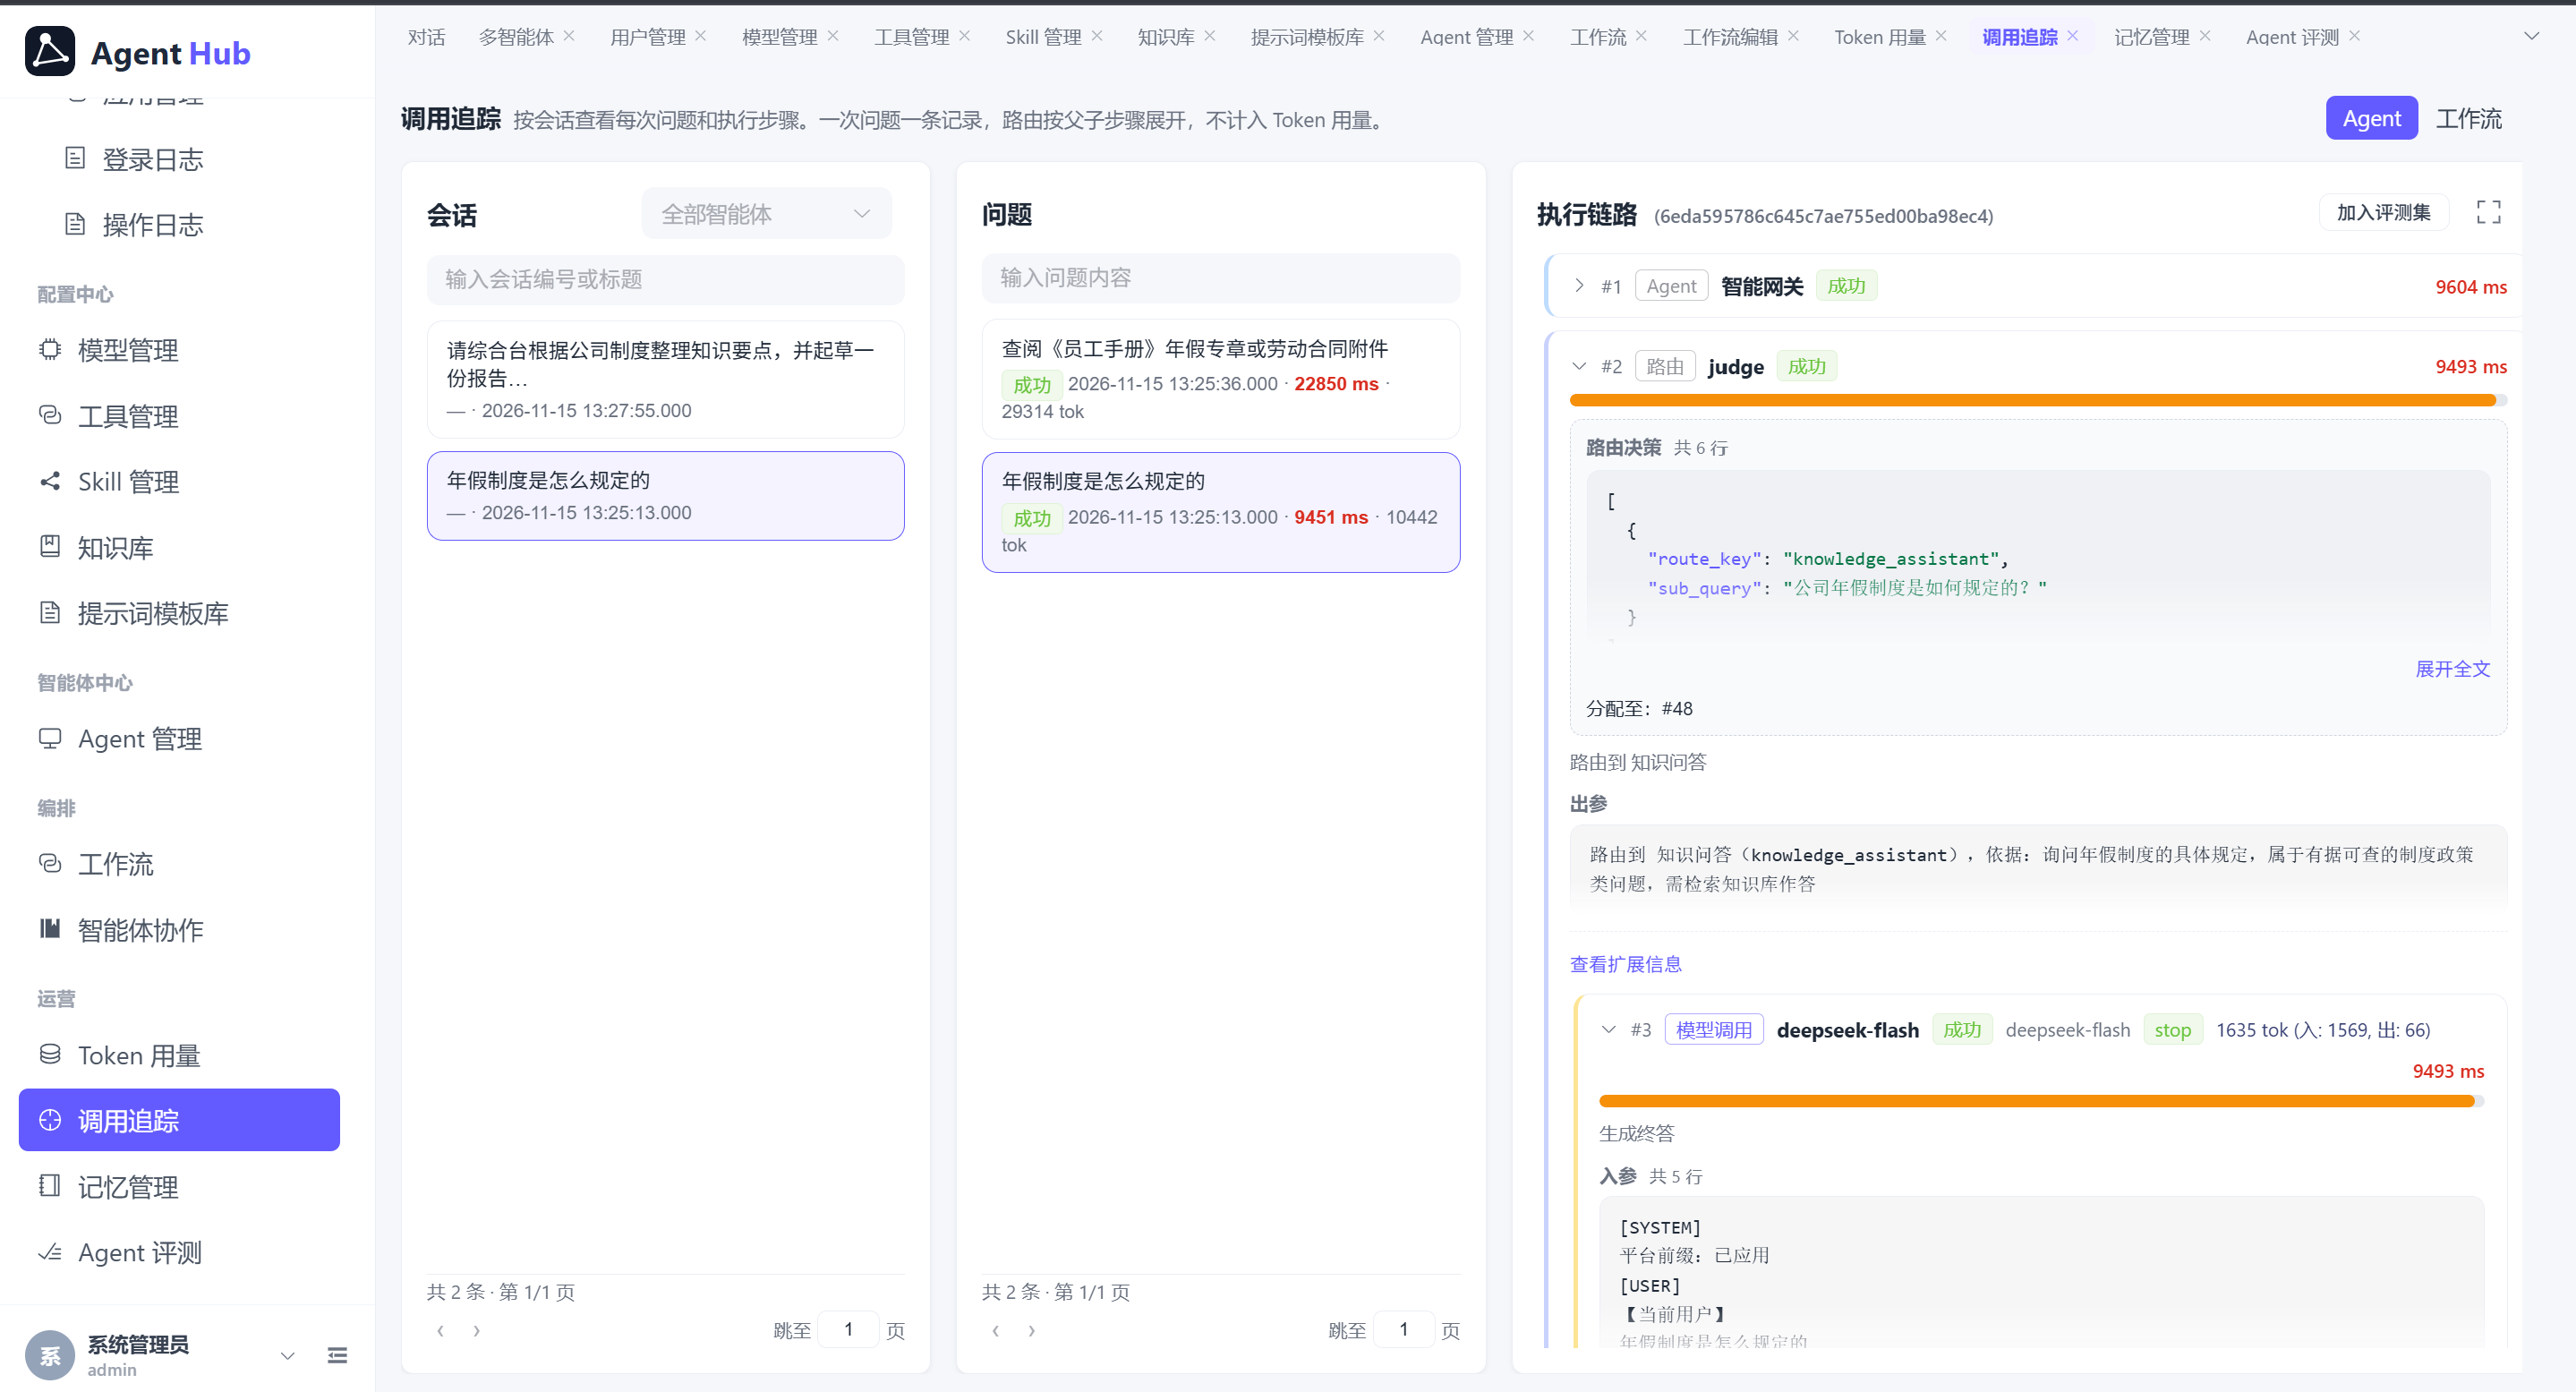 Agent Hub
对话
多智能体
用户管理
模型管理
工具管理
Skill 管理
知识库
提示词模板库
Agent 管理
工作流
工作流编辑
Token 用量
调用追踪
记忆管理
Agent 评测
应用管理
登录日志
操作日志
配置中心
模型管理
工具管理
Skill 管理
知识库
提示词模板库
智能体中心
Agent 管理
编排
工作流
智能体协作
运营
Token 用量
调用追踪
记忆管理
Agent 评测
系
系统管理员
admin
调用追踪 按会话查看每次问题和执行步骤。一次问题一条记录，路由按父子步骤展开，不计入 Token 用量。
Agent 工作流
会话 全部智能体
输入会话编号或标题
请综合台根据公司制度整理知识要点，并起草一
份报告...
— · 2026-11-15 13:27:55.000
年假制度是怎么规定的
— · 2026-11-15 13:25:13.000
共 2 条 · 第 1/1 页
‹ › 跳至 1 页
问题
输入问题内容
查阅《员工手册》年假专章或劳动合同附件
成功 2026-11-15 13:25:36.000 · 22850 ms ·
29314 tok
年假制度是怎么规定的
成功 2026-11-15 13:25:13.000 · 9451 ms · 10442
tok
共 2 条 · 第 1/1 页
‹ › 跳至 1 页
执行链路 (6eda595786c645c7ae755ed00ba98ec4) 加入评测集
#1 Agent 智能网关 成功 9604 ms
#2 路由 judge 成功 9493 ms
路由决策 共 6 行
[
{
"route_key": "knowledge_assistant",
"sub_query": "公司年假制度是如何规定的？"
}
展开全文
分配至：#48
路由到 知识问答
出参
路由到 知识问答（knowledge_assistant），依据：询问年假制度的具体规定，属于有据可查的制度政策
类问题，需检索知识库作答
查看扩展信息
#3 模型调用 deepseek-flash 成功 deepseek-flash stop 1635 tok (入: 1569, 出: 66)
9493 ms
生成终答
入参 共 5 行
[SYSTEM]
平台前缀：已应用
[USER]
【当前用户】
年假制度是怎么规定的